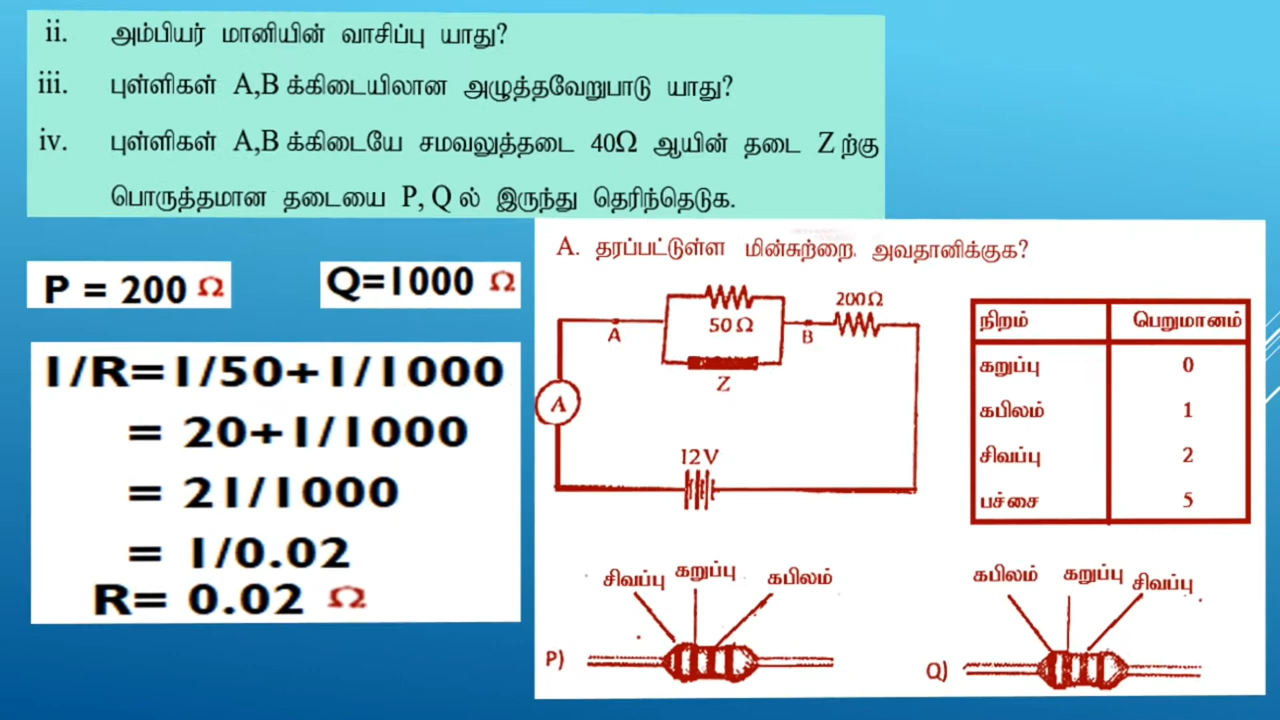 ii. அம்பியர் மானியின் வாசிப்பு யாது?
iii. புள்ளிகள் A,B க்கிடையிலான அழுத்தவேறுபாடு யாது?
iv. புள்ளிகள் A,B க்கிடையே சமவலுத்தடை 40Ω ஆயின் தடை Z ற்கு
பொருத்தமான தடையை P, Q ல் இருந்து தெரிந்தெடுக.
P = 200 Ω
Q=1000 Ω
1/R=1/50+1/1000
= 20+1/1000
= 21/1000
= 1/0.02
R= 0.02 Ω
A. தரப்பட்டுள்ள மின்சுற்றை அவதானிக்குக?
50 Ω
200 Ω
A
B
Z
A
12V
நிறம் பெறுமானம்
கறுப்பு 0
கபிலம் 1
சிவப்பு 2
பச்சை 5
சிவப்பு கறுப்பு கபிலம்
P)
கபிலம் கறுப்பு சிவப்பு
Q)